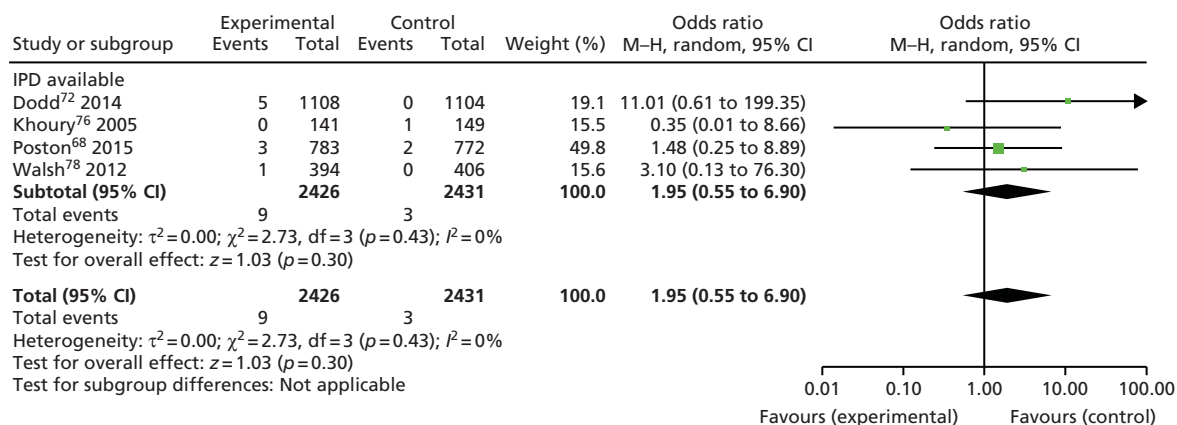 Experimental Control Odds ratio Odds ratio
Study or subgroup Events Total Events Total Weight (%) M–H, random, 95% CI M–H, random, 95% CI
IPD available
Dodd⁷² 2014 5 1108 0 1104 19.1 11.01 (0.61 to 199.35)
Khoury⁷⁶ 2005 0 141 1 149 15.5 0.35 (0.01 to 8.66)
Poston⁶⁸ 2015 3 783 2 772 49.8 1.48 (0.25 to 8.89)
Walsh⁷⁸ 2012 1 394 0 406 15.6 3.10 (0.13 to 76.30)
Subtotal (95% CI) 2426 2431 100.0 1.95 (0.55 to 6.90)
Total events 9 3
Heterogeneity: τ²=0.00; χ²=2.73, df=3 (p=0.43); I²=0%
Test for overall effect: z=1.03 (p=0.30)
Total (95% CI) 2426 2431 100.0 1.95 (0.55 to 6.90)
Total events 9 3
Heterogeneity: τ²=0.00; χ²=2.73, df=3 (p=0.43); I²=0%
Test for overall effect: z=1.03 (p=0.30)
Test for subgroup differences: Not applicable
0.01 0.10 1.00 10.00 100.00
Favours (experimental) Favours (control)